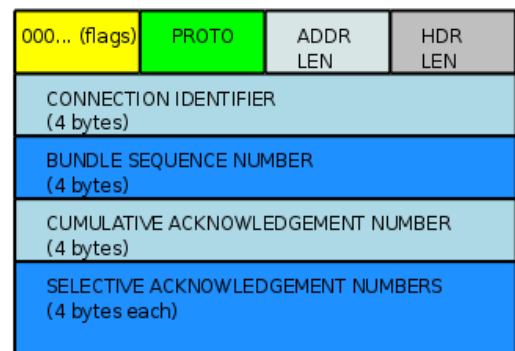 000... (flags) PROTO ADDR LEN HDR LEN
CONNECTION IDENTIFIER
(4 bytes)
BUNDLE SEQUENCE NUMBER
(4 bytes)
CUMULATIVE ACKNOWLEDGEMENT NUMBER
(4 bytes)
SELECTIVE ACKNOWLEDGEMENT NUMBERS
(4 bytes each)